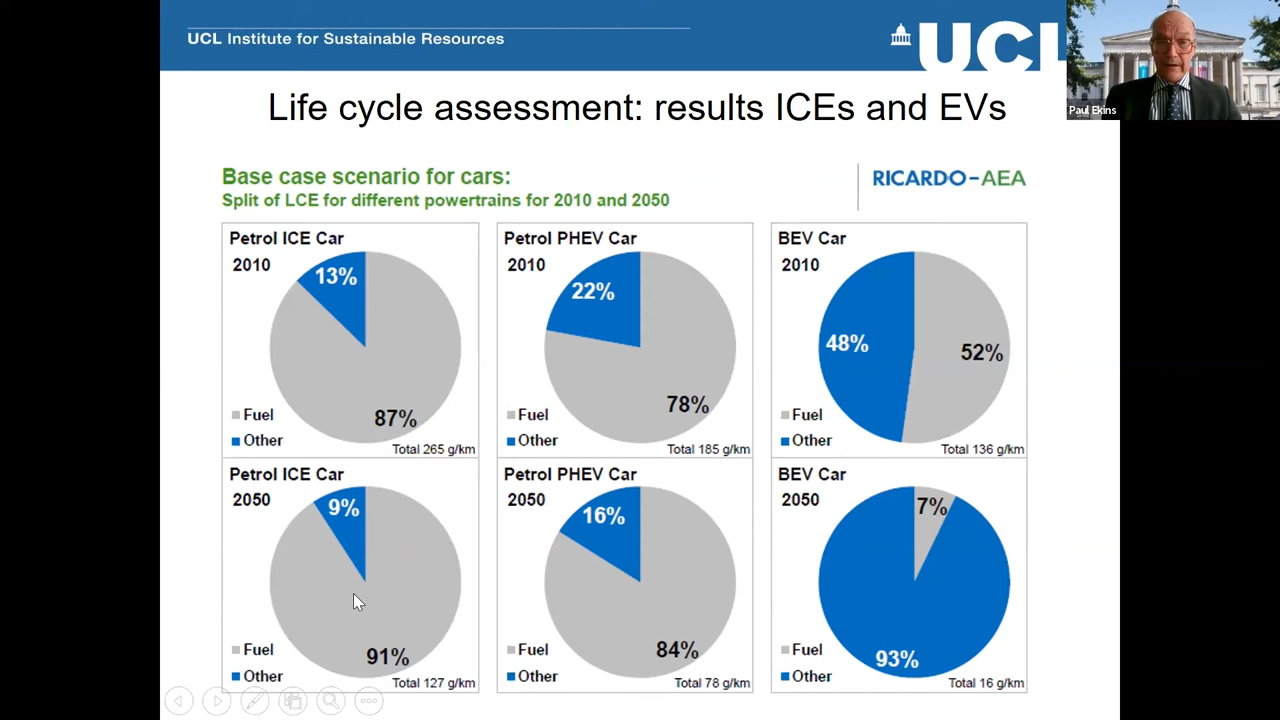 UCL Institute for Sustainable Resources
UCL
Paul Ekins
Life cycle assessment: results ICEs and EVs
Base case scenario for cars:
Split of LCE for different powertrains for 2010 and 2050
RICARDO-AEA
Petrol ICE Car
2010
13%
87%
Fuel
Other
Total 265 g/km
Petrol PHEV Car
2010
22%
78%
Fuel
Other
Total 185 g/km
BEV Car
2010
48%
52%
Fuel
Other
Total 136 g/km
Petrol ICE Car
2050
9%
91%
Fuel
Other
Total 127 g/km
Petrol PHEV Car
2050
16%
84%
Fuel
Other
Total 78 g/km
BEV Car
2050
7%
93%
Fuel
Other
Total 16 g/km